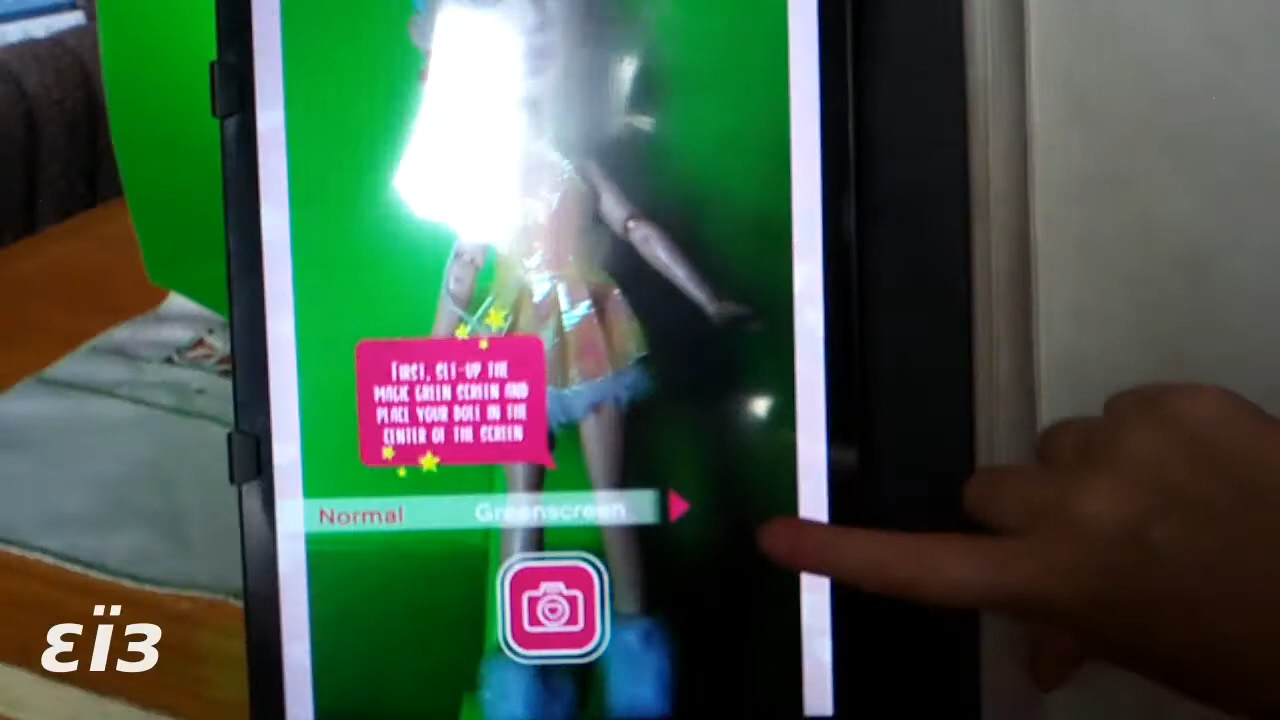 FIRST, SET-UP THE
MAGIC GREEN SCREEN AND
PLACE YOUR DOLL IN THE
CENTER OF THE SCREEN
Normal Greenscreen
εïз